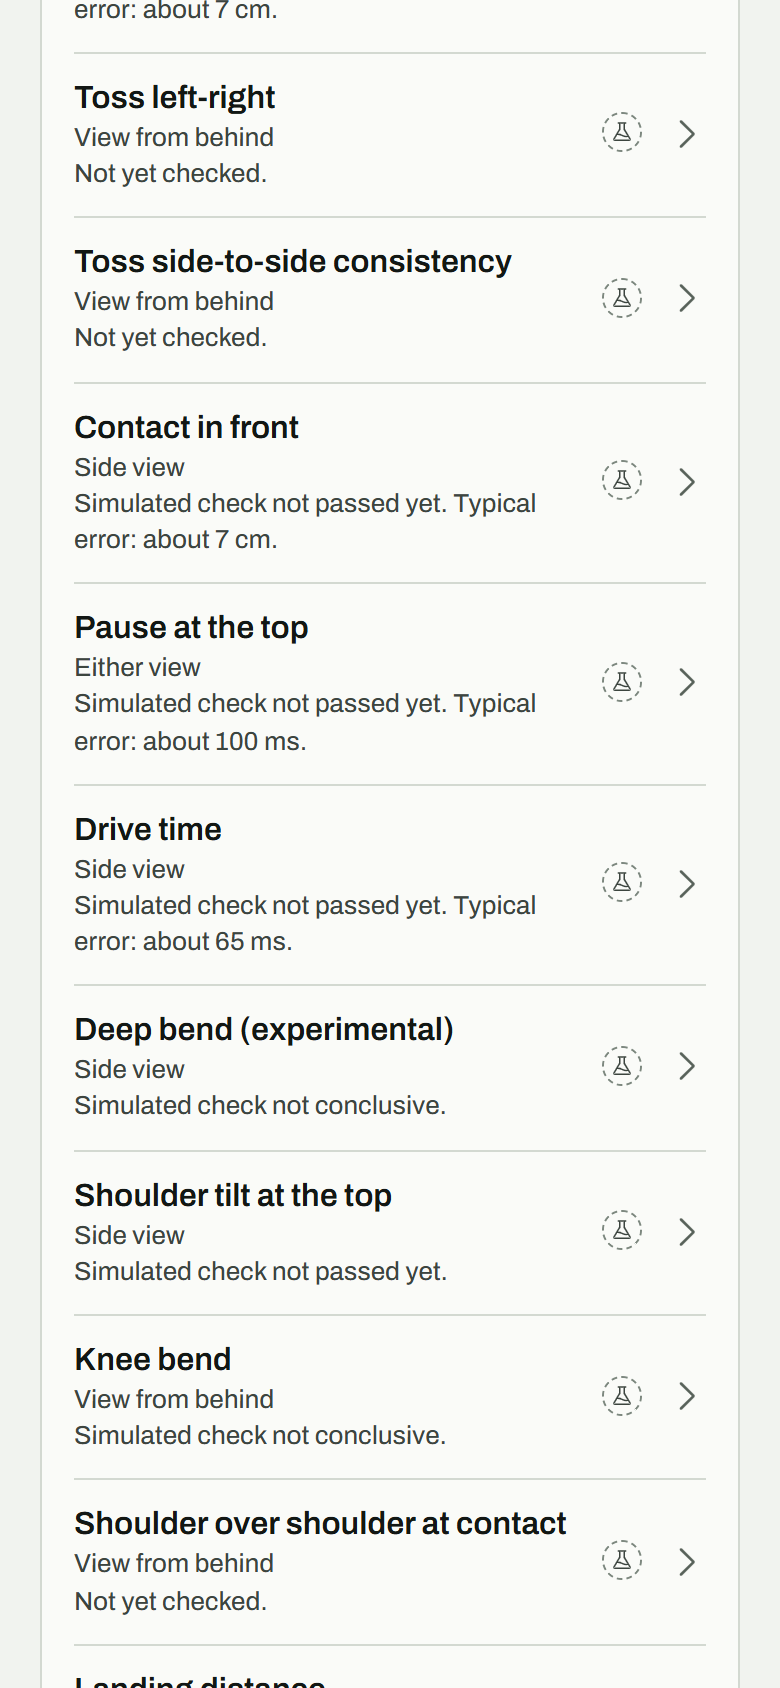 error: about 7 cm.
Toss left-right
View from behind
Not yet checked.
Toss side-to-side consistency
View from behind
Not yet checked.
Contact in front
Side view
Simulated check not passed yet. Typical
error: about 7 cm.
Pause at the top
Either view
Simulated check not passed yet. Typical
error: about 100 ms.
Drive time
Side view
Simulated check not passed yet. Typical
error: about 65 ms.
Deep bend (experimental)
Side view
Simulated check not conclusive.
Shoulder tilt at the top
Side view
Simulated check not passed yet.
Knee bend
View from behind
Simulated check not conclusive.
Shoulder over shoulder at contact
View from behind
Not yet checked.
Landing distance